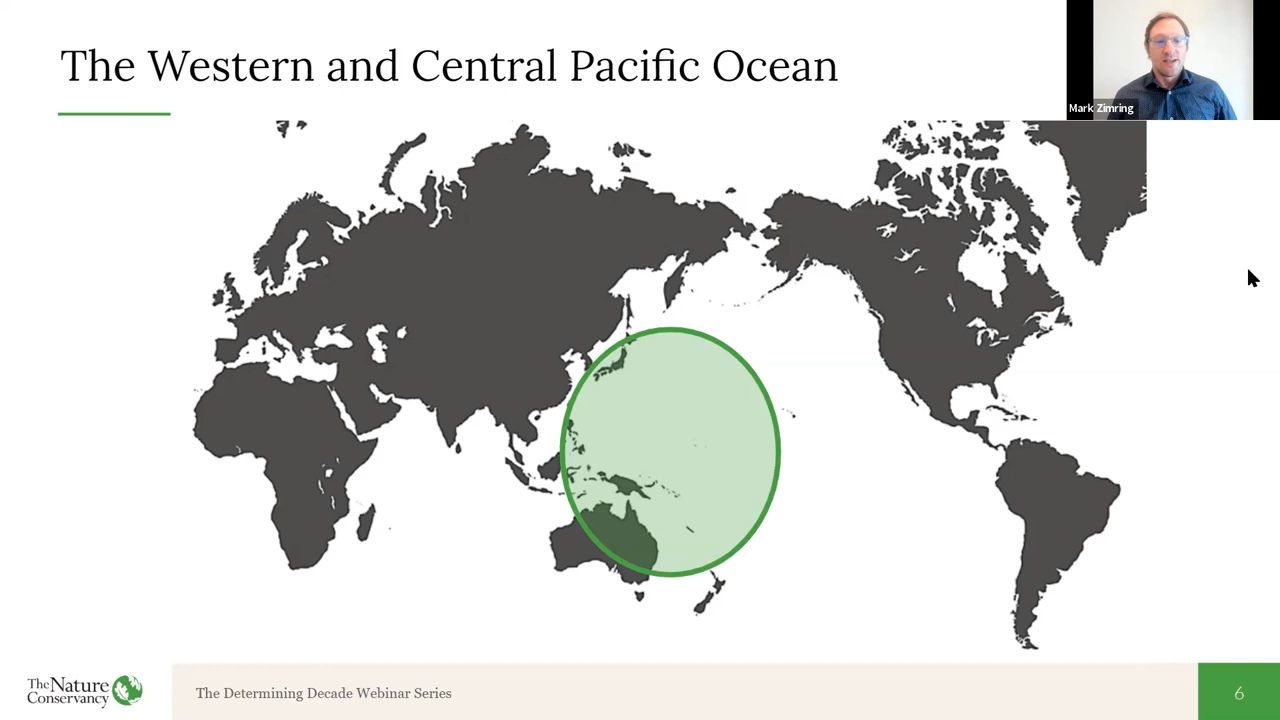 The Western and Central Pacific Ocean
Mark Zimring
The Nature
Conservancy
The Determining Decade Webinar Series
6